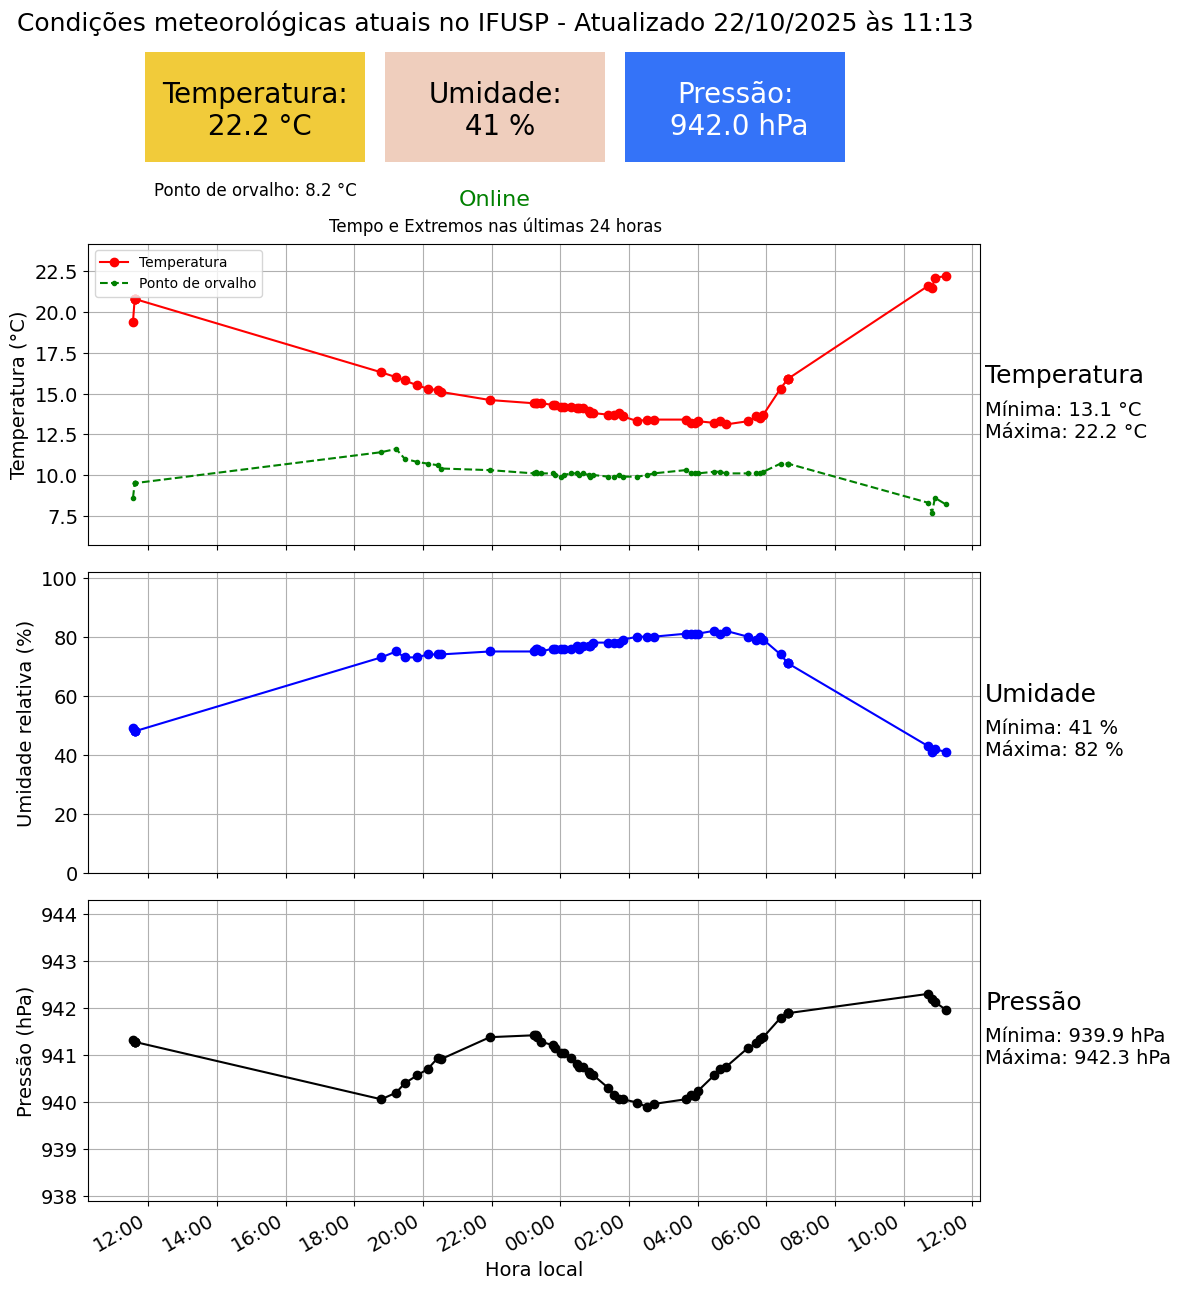 Condições meteorológicas atuais no IFUSP - Atualizado 22/10/2025 às 11:13
Temperatura:
22.2 °C
Umidade:
41 %
Pressão:
942.0 hPa
Ponto de orvalho: 8.2 °C
Online
Tempo e Extremos nas últimas 24 horas
Temperatura
Ponto de orvalho
Temperatura (°C)
22.5
20.0
17.5
15.0
12.5
10.0
7.5
Temperatura
Mínima: 13.1 °C
Máxima: 22.2 °C
Umidade relativa (%)
100
80
60
40
20
0
Umidade
Mínima: 41 %
Máxima: 82 %
Pressão (hPa)
944
943
942
941
940
939
938
Pressão
Mínima: 939.9 hPa
Máxima: 942.3 hPa
12:00
14:00
16:00
18:00
20:00
22:00
00:00
02:00
04:00
06:00
08:00
10:00
12:00
Hora local